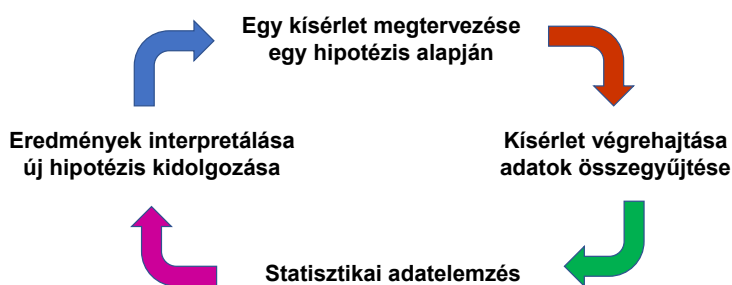 Egy kísérlet megtervezése
egy hipotézis alapján
Eredmények interpretálása
új hipotézis kidolgozása
Kísérlet végrehajtása
adatok összegyűjtése
Statisztikai adatelemzés